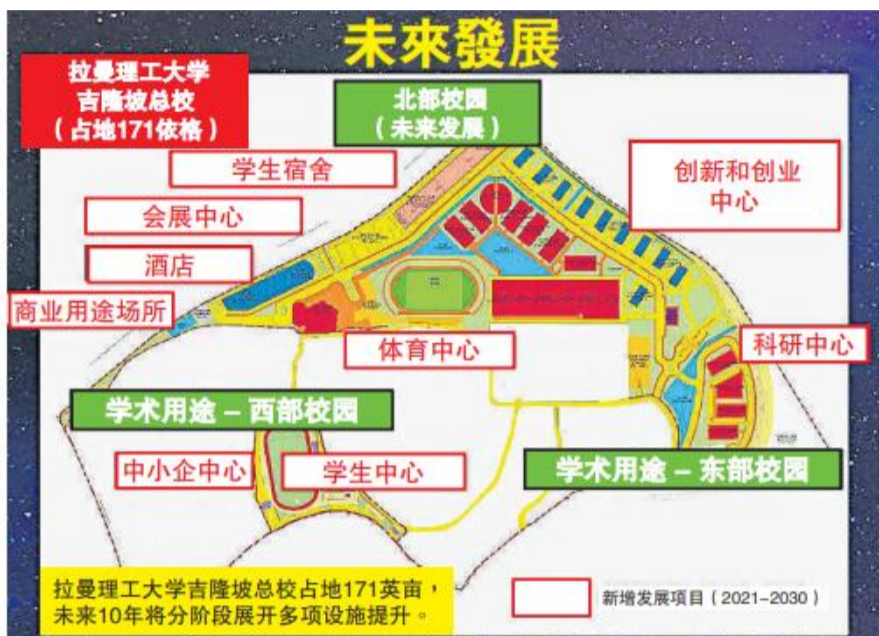 未來發展
拉曼理工大学
吉隆坡总校
（占地171依格）
北部校园
（未来发展）
学生宿舍
创新和创业
中心
会展中心
酒店
商业用途场所
体育中心
科研中心
学术用途 – 西部校园
中小企中心
学生中心
学术用途 – 东部校园
拉曼理工大学吉隆坡总校占地171英亩，
未来10年将分阶段展开多项设施提升。
新增发展项目（2021–2030）